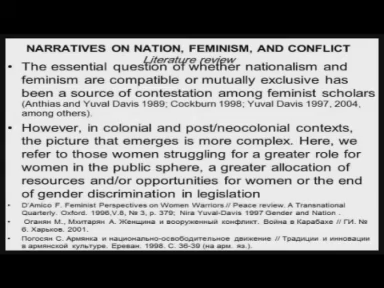 NARRATIVES ON NATION, FEMINISM, AND CONFLICT
Literature review
• The essential question of whether nationalism and
feminism are compatible or mutually exclusive has
been a source of contestation among feminist scholars
(Anthias and Yuval Davis 1989; Cockburn 1998; Yuval Davis 1997, 2004,
among others).
• However, in colonial and post/neocolonial contexts,
the picture that emerges is more complex. Here, we
refer to those women struggling for a greater role for
women in the public sphere, a greater allocation of
resources and/or opportunities for women or the end
of gender discrimination in legislation
• D'Amico F. Feminist Perspectives on Women Warriors // Peace review. A Transnational
Quarterly. Oxford. 1996,V.8, № 3, p. 379; Nira Yuval-Davis 1997 Gender and Nation .
• Оганян М., Мхитарян А. Женщина и вооруженный конфликт. Война в Карабахе // ГИ. №
6. Харьков. 2001.
• Погосян С. Армянка и национально-освободительное движение // Традиции и инновации
в армянской культуре. Ереван. 1998. С. 36-39 (на арм. яз.).